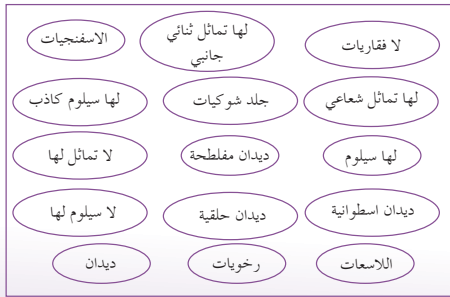 لا فقاريات
لها تماثل ثنائي
جانبي
الاسفنجيات
لها تماثل شعاعي
جلد شوكيات
لها سيلوم كاذب
لها سيلوم
ديدان مفلطحة
لا تماثل لها
ديدان اسطوانية
ديدان حلقية
لا سيلوم لها
اللاسعات
رخويات
ديدان